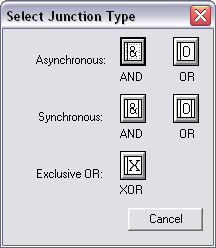 Select Junction Type
Asynchronous: & O
AND OR
Synchronous: & O
AND OR
Exclusive OR: X
XOR
Cancel